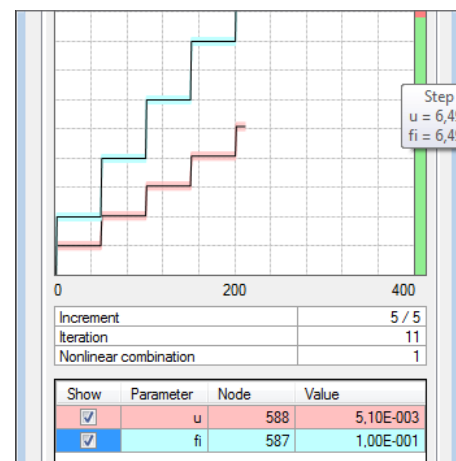 Step
u = 6,4
fi = 6,4
0 200 400
Increment 5 / 5
Iteration 11
Nonlinear combination 1
Show Parameter Node Value
u 588 5,10E-003
fi 587 1,00E-001